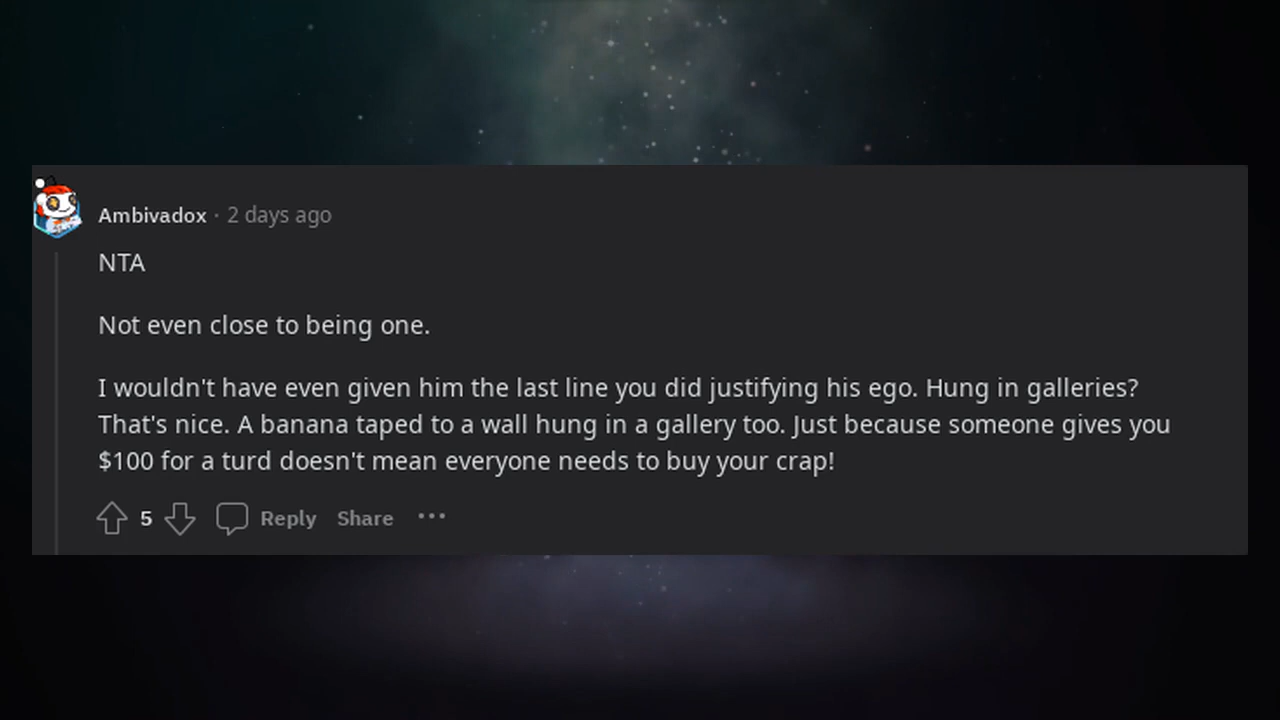 Ambivadox · 2 days ago
NTA
Not even close to being one.
I wouldn't have even given him the last line you did justifying his ego. Hung in galleries?
That's nice. A banana taped to a wall hung in a gallery too. Just because someone gives you
$100 for a turd doesn't mean everyone needs to buy your crap!
5 Reply Share ···